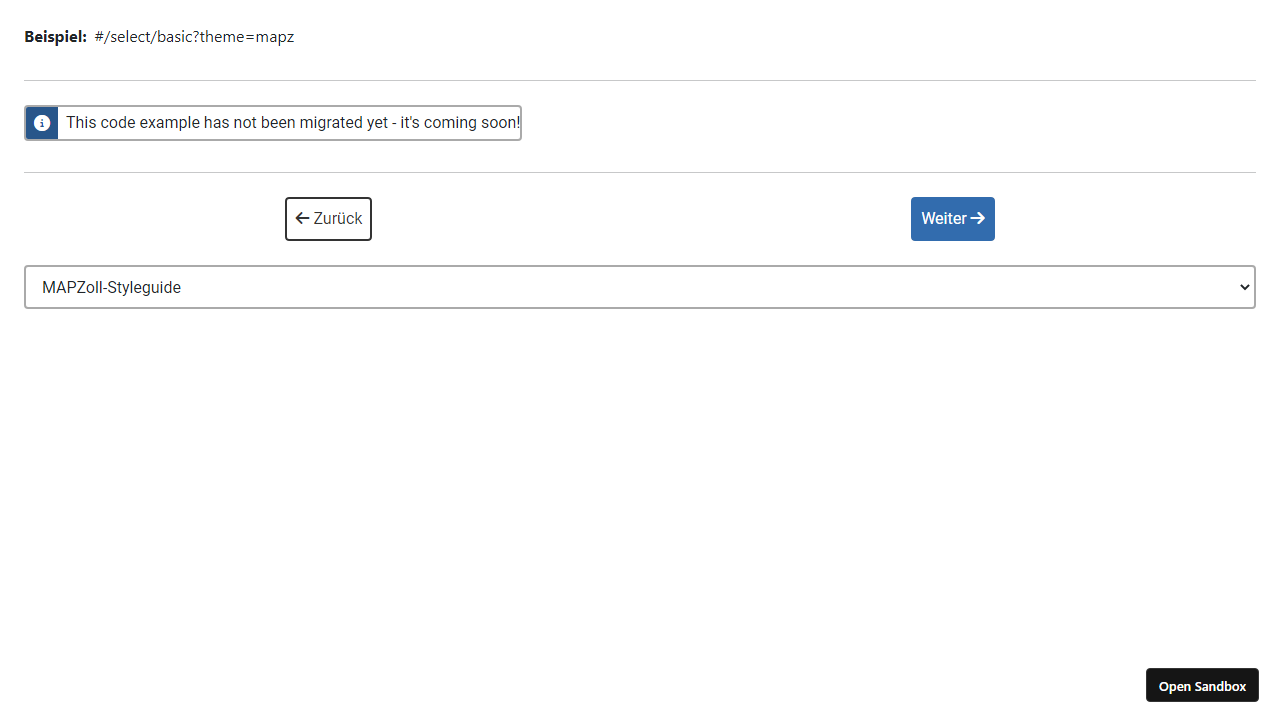 Beispiel: #/select/basic?theme=mapz
This code example has not been migrated yet - it's coming soon!
Zurück
Weiter
MAPZoll-Styleguide
Open Sandbox